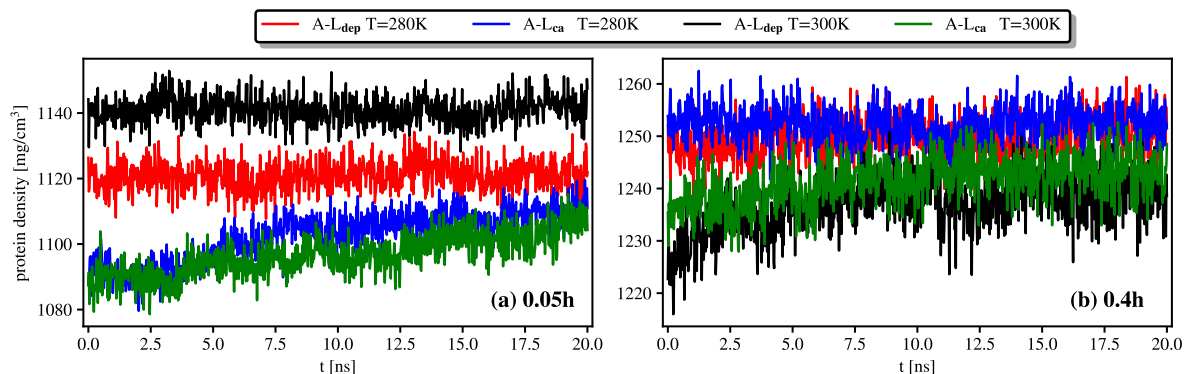 A-L_dep T=280K A-L_ca T=280K A-L_dep T=300K A-L_ca T=300K
protein density [mg/cm³]
1140
1120
1100
1080
(a) 0.05h
0.0 2.5 5.0 7.5 10.0 12.5 15.0 17.5 20.0
t [ns]
1260
1250
1240
1230
1220
(b) 0.4h
0.0 2.5 5.0 7.5 10.0 12.5 15.0 17.5 20.0
t [ns]